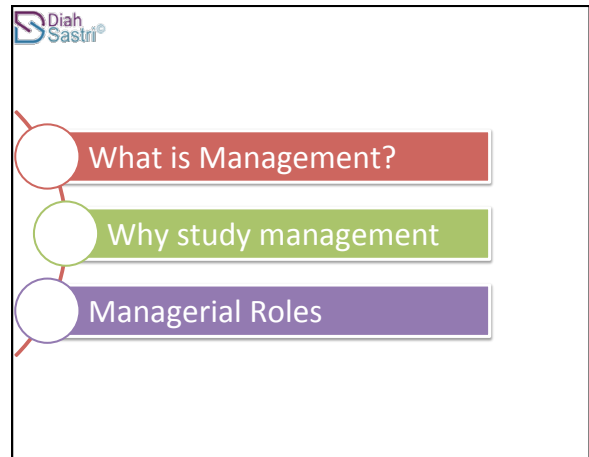 Diah
Sastri©
What is Management?
Why study management
Managerial Roles